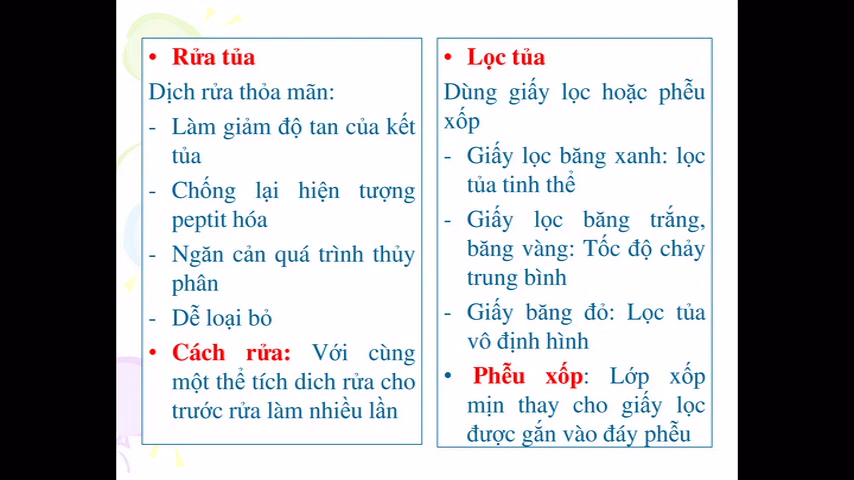 • Rửa tủa
Dịch rửa thỏa mãn:
- Làm giảm độ tan của kết
tủa
- Chống lại hiện tượng
peptit hóa
- Ngăn cản quá trình thủy
phân
- Dễ loại bỏ
• Cách rửa: Với cùng
một thể tích dich rửa cho
trước rửa làm nhiều lần
• Lọc tủa
Dùng giấy lọc hoặc phễu
xốp
- Giấy lọc băng xanh: lọc
tủa tinh thể
- Giấy lọc băng trắng,
băng vàng: Tốc độ chảy
trung bình
- Giấy băng đỏ: Lọc tủa
vô định hình
• Phễu xốp: Lớp xốp
mịn thay cho giấy lọc
được gắn vào đáy phễu